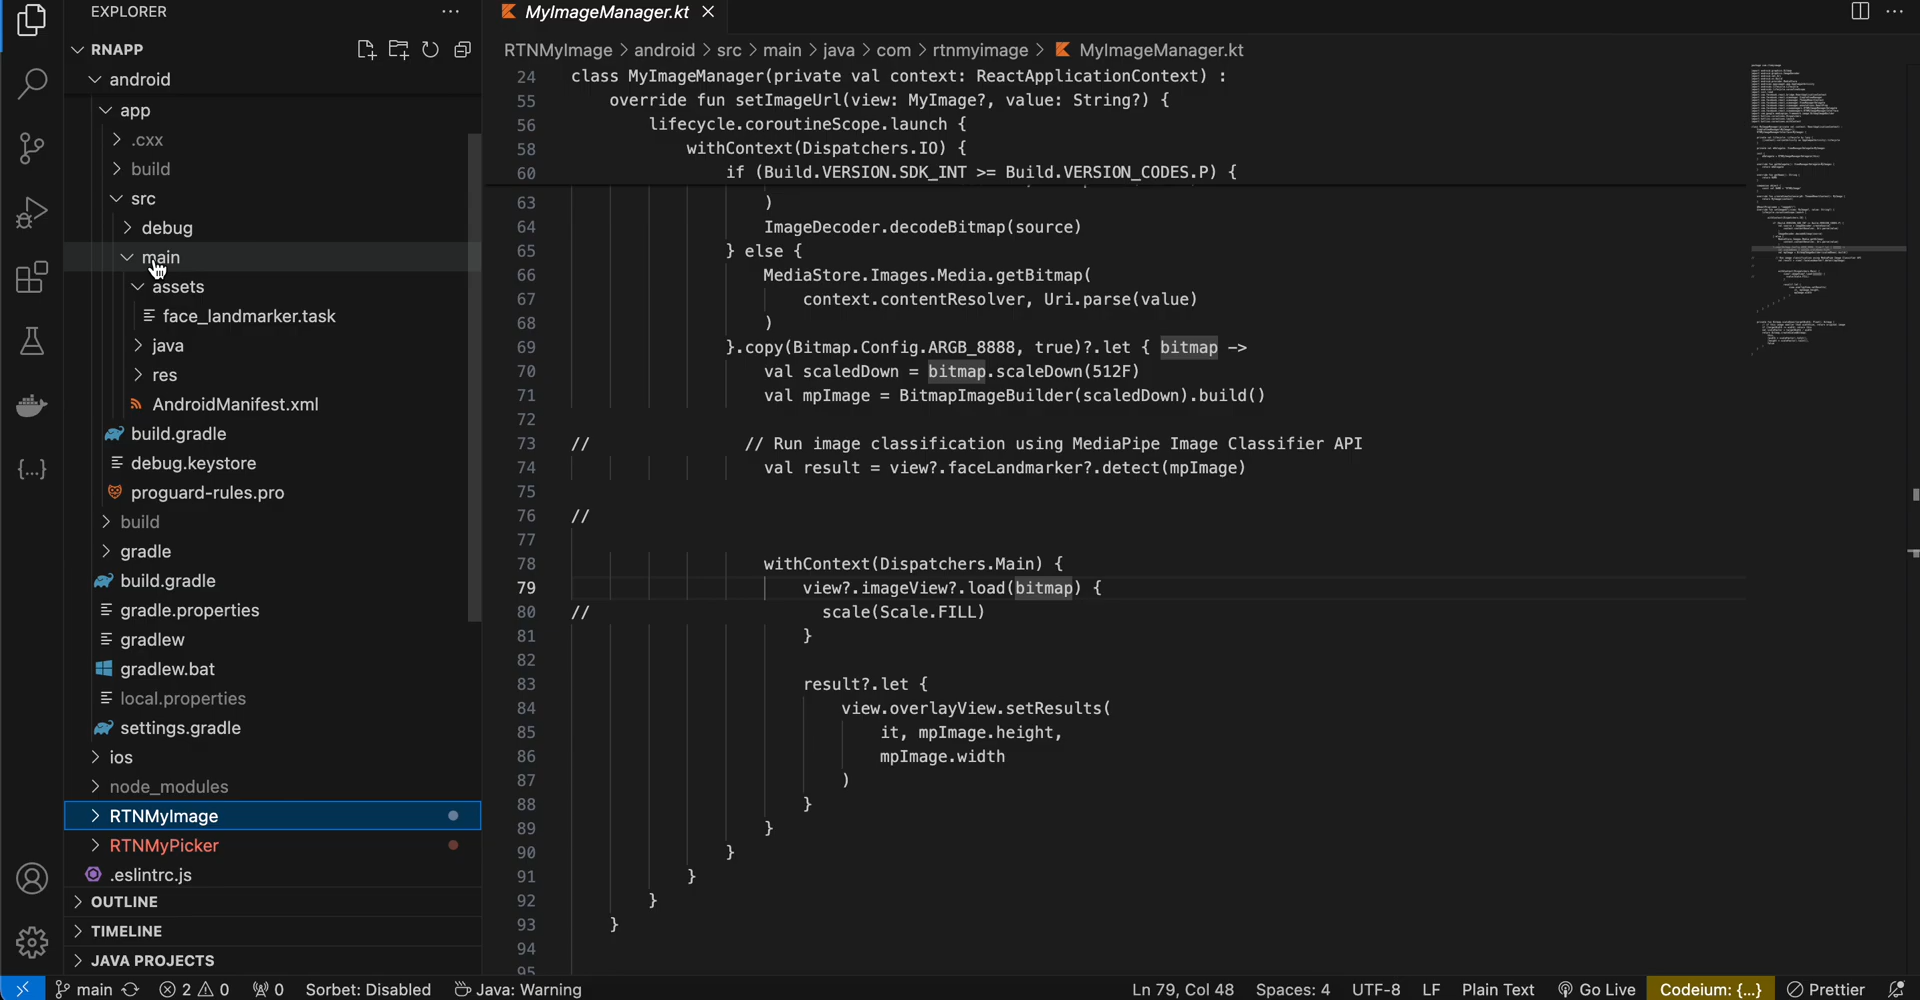 EXPLORER
···
RNAPP
android
app
.cxx
build
src
debug
main
assets
face_landmarker.task
java
res
AndroidManifest.xml
build.gradle
debug.keystore
proguard-rules.pro
build
gradle
build.gradle
gradle.properties
gradlew
gradlew.bat
local.properties
settings.gradle
ios
node_modules
RTNMyImage
RTNMyPicker
.eslintrc.js
OUTLINE
TIMELINE
JAVA PROJECTS
MyImageManager.kt
RTNMyImage > android > src > main > java > com > rtnmyimage > MyImageManager.kt
24 class MyImageManager(private val context: ReactApplicationContext) :
55 override fun setImageUrl(view: MyImage?, value: String?) {
56 lifecycle.coroutineScope.launch {
58 withContext(Dispatchers.IO) {
60 if (Build.VERSION.SDK_INT >= Build.VERSION_CODES.P) {
63 )
64 ImageDecoder.decodeBitmap(source)
65 } else {
66 MediaStore.Images.Media.getBitmap(
67 context.contentResolver, Uri.parse(value)
68 )
69 }.copy(Bitmap.Config.ARGB_8888, true)?.let { bitmap ->
70 val scaledDown = bitmap.scaleDown(512F)
71 val mpImage = BitmapImageBuilder(scaledDown).build()
72
73 // // Run image classification using MediaPipe Image Classifier API
74 val result = view?.faceLandmarker?.detect(mpImage)
75
76 //
77
78 withContext(Dispatchers.Main) {
79 view?.imageView?.load(bitmap) {
80 // scale(Scale.FILL)
81 }
82
83 result?.let {
84 view.overlayView.setResults(
85 it, mpImage.height,
86 mpImage.width
87 )
88 }
89 }
90 }
91 }
92 }
93 }
94
95
main 2 0 0 Sorbet: Disabled Java: Warning Ln 79, Col 48 Spaces: 4 UTF-8 LF Plain Text Go Live Codeium: {...} Prettier